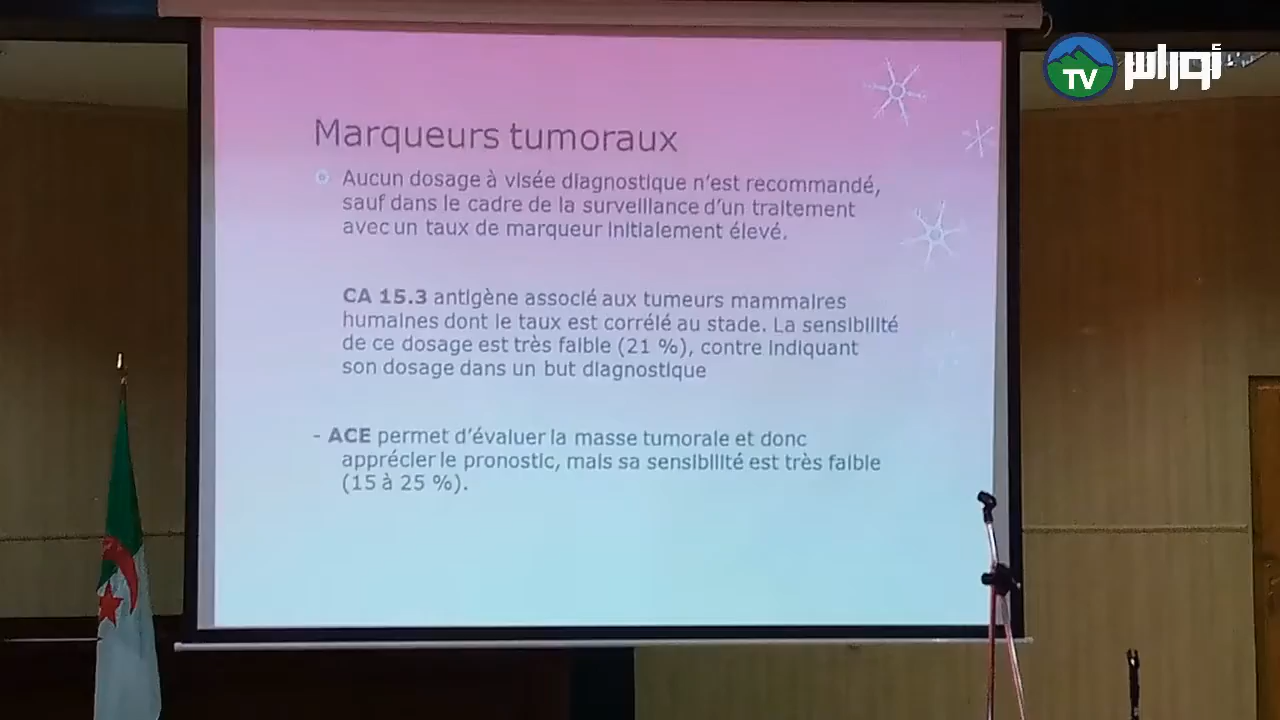 TV أوراس
Marqueurs tumoraux
Aucun dosage à visée diagnostique n'est recommandé,
sauf dans le cadre de la surveillance d'un traitement
avec un taux de marqueur initialement élevé.
CA 15.3 antigène associé aux tumeurs mammaires
humaines dont le taux est corrélé au stade. La sensibilité
de ce dosage est très faible (21 %), contre indiquant
son dosage dans un but diagnostique
- ACE permet d'évaluer la masse tumorale et donc
apprécier le pronostic, mais sa sensibilité est très faible
(15 à 25 %).